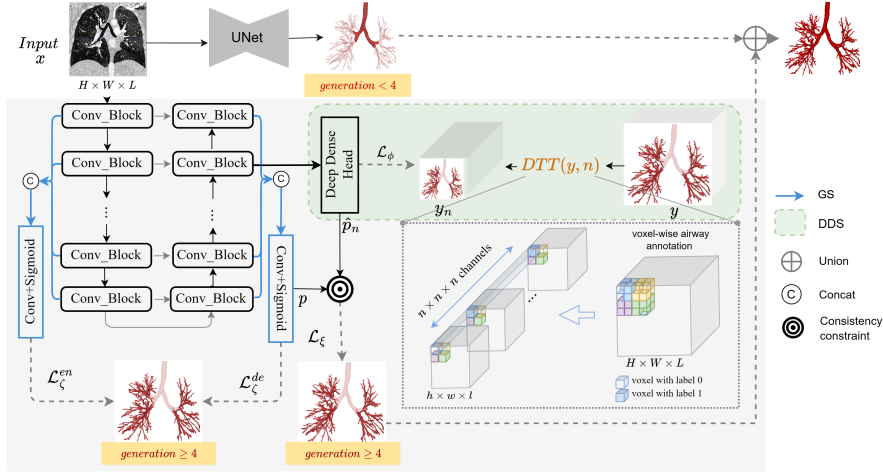 Input
x
H × W × L
UNet
generation < 4
Conv_Block
Conv_Block
Conv_Block
Conv_Block
Conv_Block
Conv_Block
Conv_Block
Conv_Block
...
...
C
C
Conv+Sigmoid
Conv+Sigmoid
Deep Dense
Head
ℒ_ϕ
DTT(y, n)
y_n
y
p̂_n
p
ℒ_ξ
ℒ_ζ^{en}
ℒ_ζ^{de}
generation ≥ 4
generation ≥ 4
n × n × n channels
...
h × w × l
voxel-wise airway
annotation
H × W × L
voxel with label 0
voxel with label 1
GS
DDS
Union
C
Concat
Consistency
constraint